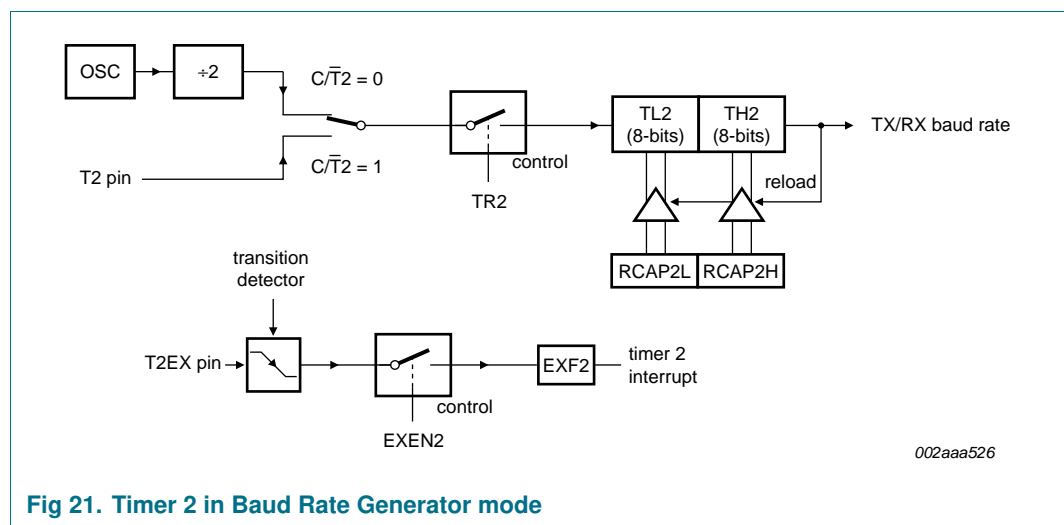 OSC
÷2
C/T̅2 = 0
TL2
(8-bits)
TH2
(8-bits)
TX/RX baud rate
C/T̅2 = 1
control
T2 pin
TR2
reload
RCAP2L
RCAP2H
transition
detector
T2EX pin
EXF2
timer 2
interrupt
control
EXEN2
002aaa526
Fig 21. Timer 2 in Baud Rate Generator mode